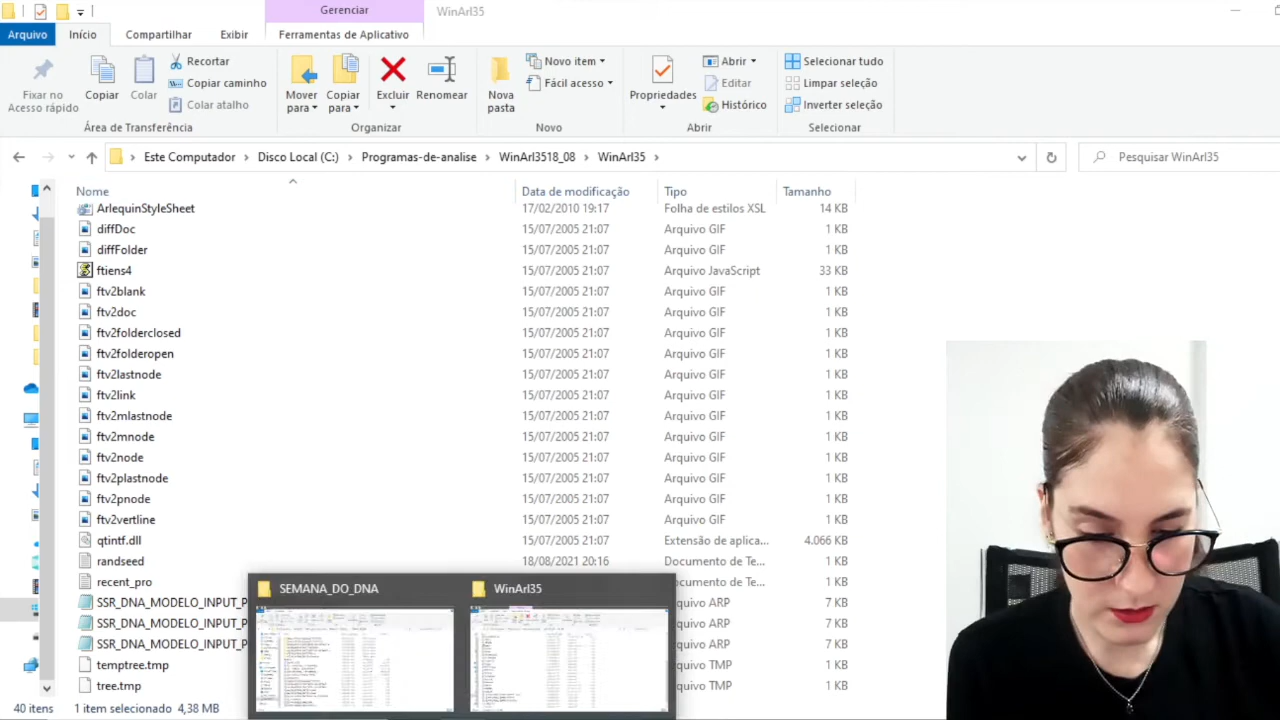 Gerenciar
WinArl35
Arquivo
Início
Compartilhar
Exibir
Ferramentas de Aplicativo
Fixar no
Acesso rápido
Copiar
Colar
Recortar
Copiar caminho
Colar atalho
Área de Transferência
Mover
para
Copiar
para
Excluir
Renomear
Organizar
Nova
pasta
Novo item
Fácil acesso
Novo
Propriedades
Abrir
Editar
Histórico
Abrir
Selecionar tudo
Limpar seleção
Inverter seleção
Selecionar
Este Computador > Disco Local (C:) > Programas-de-analise > WinArl3518_08 > WinArl35 >
Pesquisar WinArl35
Nome Data de modificação Tipo Tamanho
ArlequinStyleSheet 17/02/2010 19:17 Folha de estilos XSL 14 KB
diffDoc 15/07/2005 21:07 Arquivo GIF 1 KB
diffFolder 15/07/2005 21:07 Arquivo GIF 1 KB
ftiens4 15/07/2005 21:07 Arquivo JavaScript 33 KB
ftv2blank 15/07/2005 21:07 Arquivo GIF 1 KB
ftv2doc 15/07/2005 21:07 Arquivo GIF 1 KB
ftv2folderclosed 15/07/2005 21:07 Arquivo GIF 1 KB
ftv2folderopen 15/07/2005 21:07 Arquivo GIF 1 KB
ftv2lastnode 15/07/2005 21:07 Arquivo GIF 1 KB
ftv2link 15/07/2005 21:07 Arquivo GIF 1 KB
ftv2mlastnode 15/07/2005 21:07 Arquivo GIF 1 KB
ftv2mnode 15/07/2005 21:07 Arquivo GIF 1 KB
ftv2node 15/07/2005 21:07 Arquivo GIF 1 KB
ftv2plastnode 15/07/2005 21:07 Arquivo GIF 1 KB
ftv2pnode 15/07/2005 21:07 Arquivo GIF 1 KB
ftv2vertline 15/07/2005 21:07 Arquivo GIF 1 KB
qtintf.dll 15/07/2005 21:07 Extensão de aplica... 4.066 KB
randseed 18/08/2021 20:16 Documento de Te... 1 KB
recent_pro Documento de Te... 1 KB
SSR_DNA_MODELO_INPUT_P quivo ARP 7 KB
SSR_DNA_MODELO_INPUT_P 7 KB
SSR_DNA_MODELO_INPUT_P 7 KB
temptree.tmp quivo TMP 1 KB
tree.tmp quivo TMP 1 KB
SEMANA_DO_DNA
WinArl35
40 itens 1 item selecionado 4,38 MB